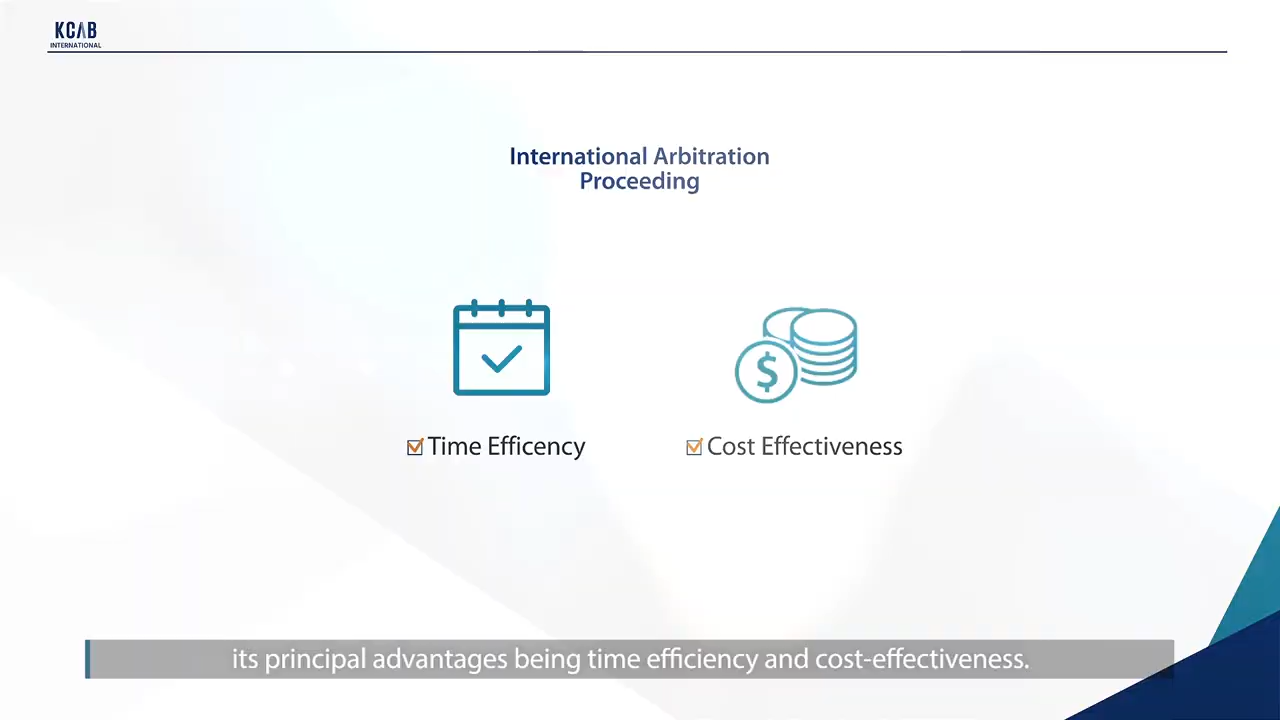 KCAB
INTERNATIONAL
International Arbitration
Proceeding
$
Time Efficency
Cost Effectiveness
its principal advantages being time efficiency and cost-effectiveness.